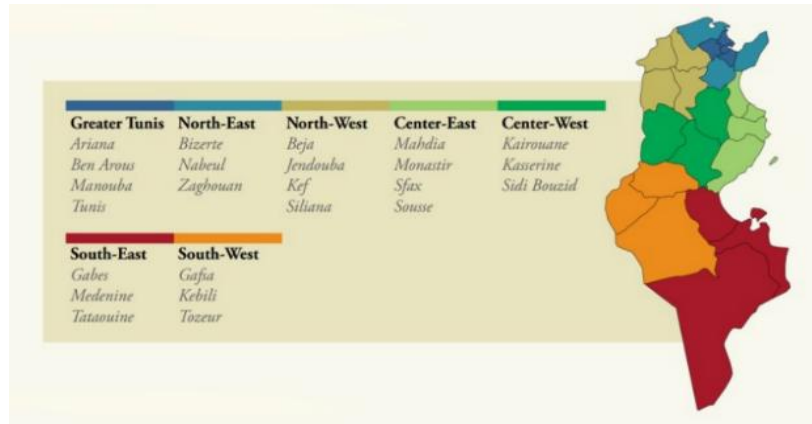 Greater Tunis North-East North-West Center-East Center-West
Ariana Bizerte Beja Mahdia Kairouane
Ben Arous Nabeul Jendouba Monastir Kasserine
Manouba Zaghouan Kef Sfax Sidi Bouzid
Tunis Siliana Sousse
South-East South-West
Gabes Gafsa
Medenine Kebili
Tataouine Tozeur